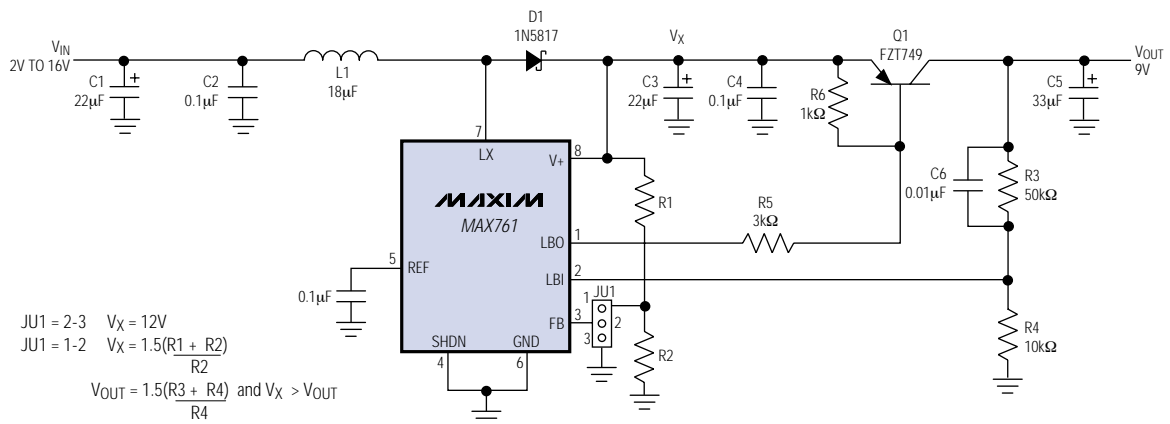 D1
1N5817
VX
Q1
FZT749
VIN
2V TO 16V
VOUT
9V
C1
22µF
+
C2
0.1µF
L1
18µF
C3
22µF
+
C4
0.1µF
R6
1kΩ
C5
33µF
+
7
LX
V+
8
MAXIM
MAX761
R1
C6
0.01µF
R3
50kΩ
R5
3kΩ
LBO
1
5
REF
LBI
2
0.1µF
JU1
1
FB
3
2
3
R2
R4
10kΩ
SHDN
GND
4
6
JU1 = 2-3 VX = 12V
JU1 = 1-2 VX = 1.5(R1 + R2)
R2
VOUT = 1.5(R3 + R4) and VX > VOUT
R4